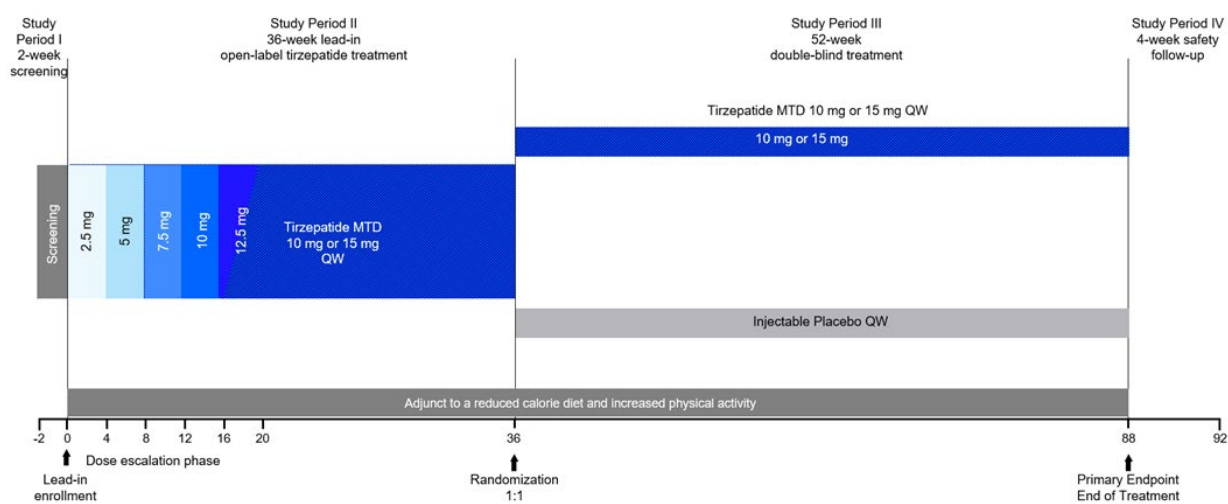 Study
Period I
2-week
screening
Study Period II
36-week lead-in
open-label tirzepatide treatment
Study Period III
52-week
double-blind treatment
Study Period IV
4-week safety
follow-up
Tirzepatide MTD 10 mg or 15 mg QW
10 mg or 15 mg
Screening
2.5 mg
5 mg
7.5 mg
10 mg
12.5 mg
Tirzepatide MTD
10 mg or 15 mg
QW
Injectable Placebo QW
Adjunct to a reduced calorie diet and increased physical activity
-2 0 4 8 12 16 20 36 88 92
Dose escalation phase
Lead-in
enrollment
Randomization
1:1
Primary Endpoint
End of Treatment